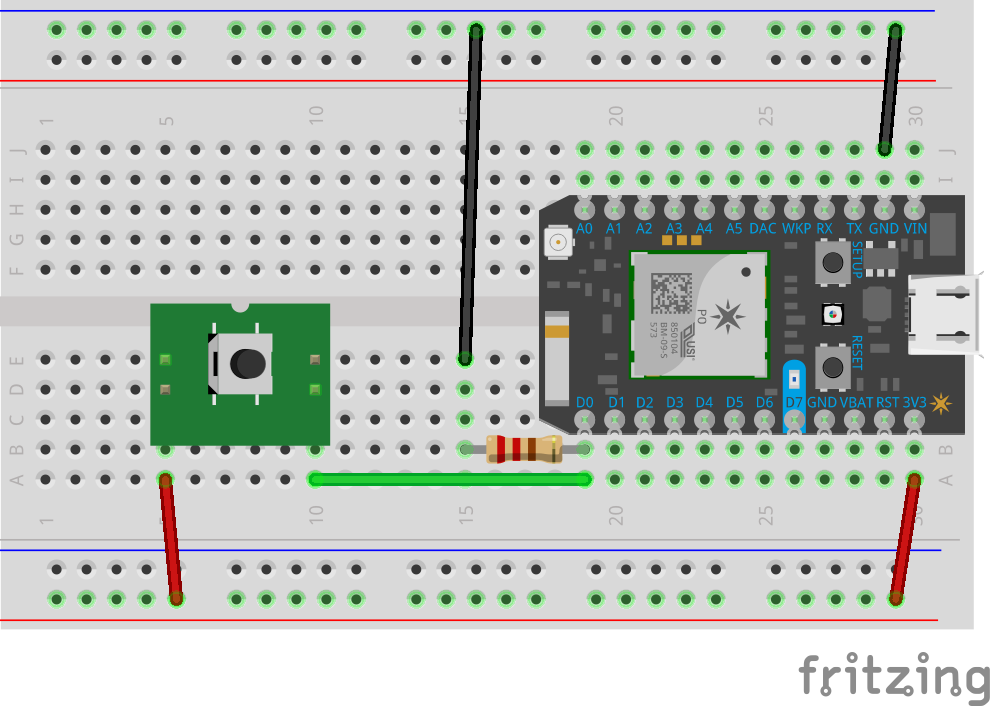 1 5 10 15 20 25 30
J J
I I
H
G
F
A0 A1 A2 A3 A4 A5 DAC WKP RX TX GND VIN
SETUP
P0
USI
850104
BM-09-S
573
RESET
E
D
C
D0 D1 D2 D3 D4 D5 D6 D7 GND VBAT RST 3V3
B B
A A
1 10 15 20 25 30
fritzing